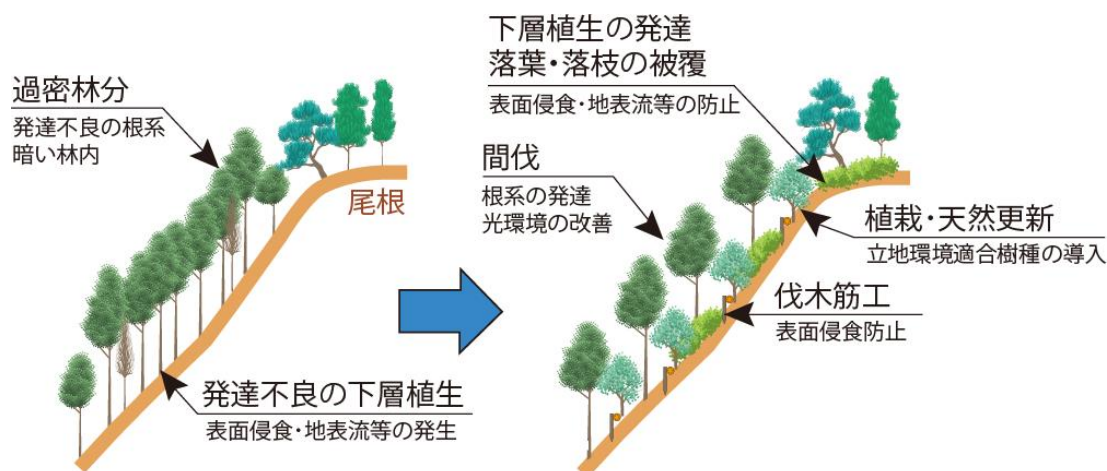 過密林分
発達不良の根系
暗い林内
尾根
発達不良の下層植生
表面侵食･地表流等の発生
下層植生の発達
落葉･落枝の被覆
表面侵食･地表流等の防止
間伐
根系の発達
光環境の改善
植栽･天然更新
立地環境適合樹種の導入
伐木筋工
表面侵食防止